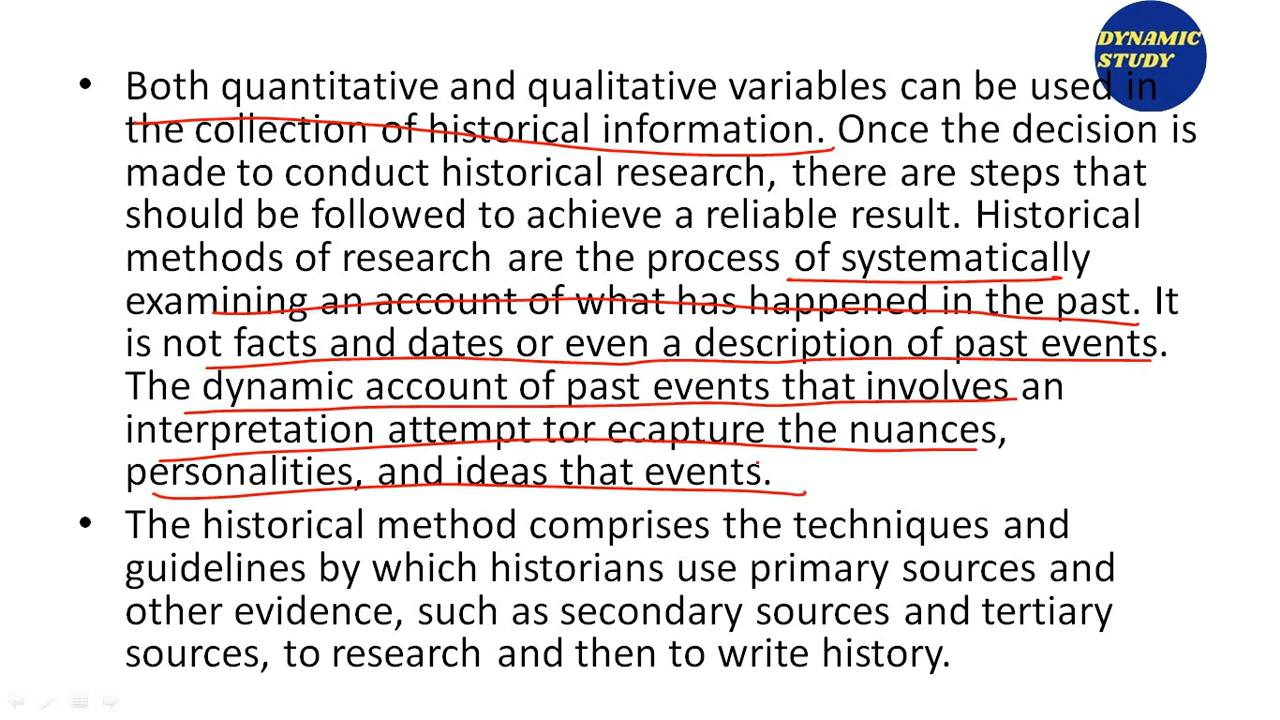 DYNAMIC
STUDY
• Both quantitative and qualitative variables can be used in
the collection of historical information. Once the decision is
made to conduct historical research, there are steps that
should be followed to achieve a reliable result. Historical
methods of research are the process of systematically
examining an account of what has happened in the past. It
is not facts and dates or even a description of past events.
The dynamic account of past events that involves an
interpretation attempt tor ecapture the nuances,
personalities, and ideas that events.
• The historical method comprises the techniques and
guidelines by which historians use primary sources and
other evidence, such as secondary sources and tertiary
sources, to research and then to write history.